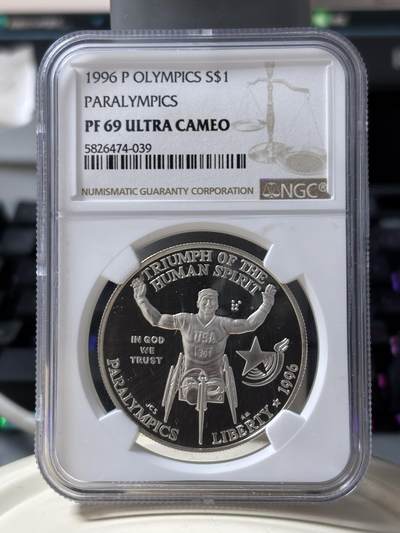 1996 P OLYMPICS S$1
PARALYMPICS
PF 69 ULTRA CAMEO
5826474-039
NUMISMATIC GUARANTY CORPORATION
NGC®
TRIUMPH OF THE
HUMAN SPIRIT
IN GOD
WE
TRUST
USA
PARALYMPICS
LIBERTY ★ 1996
JCS